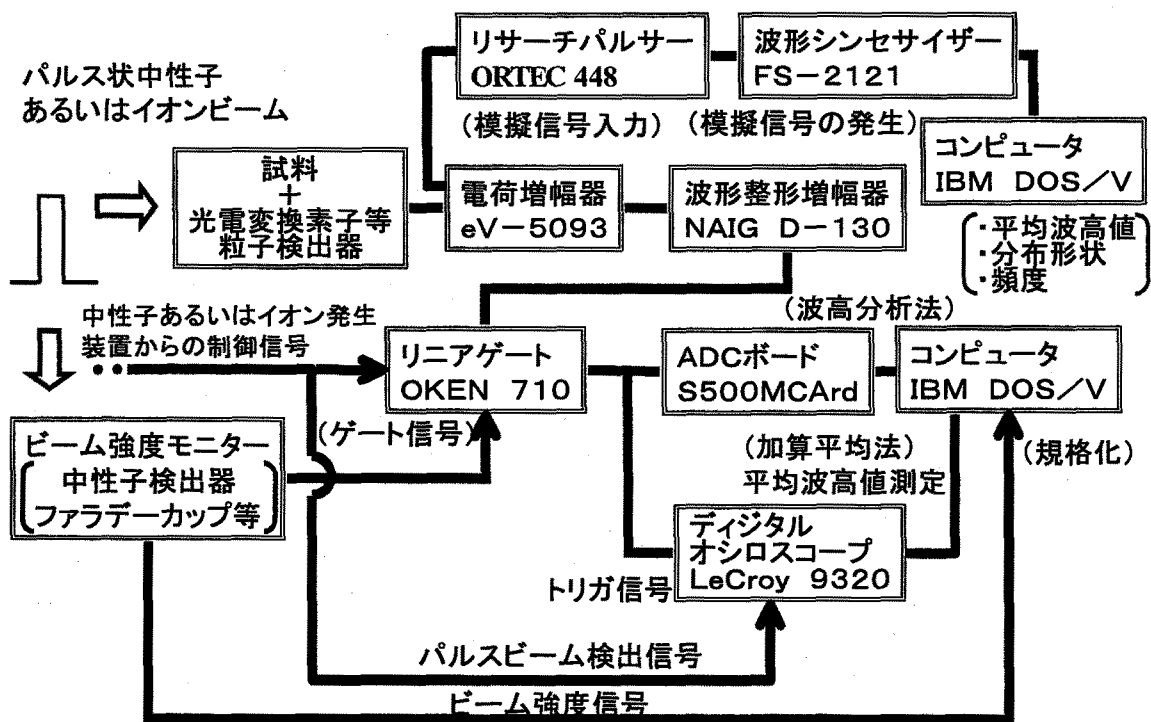 パルス状中性子
あるいはイオンビーム
リサーチパルサー
ORTEC 448
波形シンセサイザー
FS−2121
(模擬信号入力)
(模擬信号の発生)
コンピュータ
IBM DOS/V
・平均波高値
・分布形状
・頻度
試料
+
光電変換素子等
粒子検出器
電荷増幅器
eV−5093
波形整形増幅器
NAIG D−130
中性子あるいはイオン発生
装置からの制御信号
リニアゲート
OKEN 710
(波高分析法)
ADCボード
S500MCArd
コンピュータ
IBM DOS/V
ビーム強度モニター
中性子検出器
ファラデーカップ等
(ゲート信号)
(加算平均法)
平均波高値測定
(規格化)
ディジタル
オシロスコープ
LeCroy 9320
トリガ信号
パルスビーム検出信号
ビーム強度信号